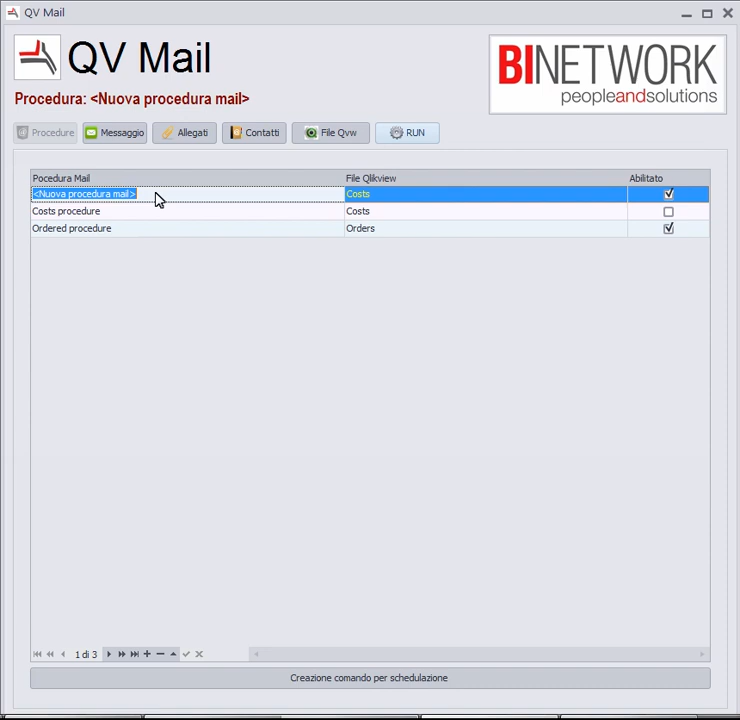 QV Mail
QV Mail
BINETWORK
peopleandsolutions
Procedura: <Nuova procedura mail>
Procedure Messaggio Allegati Contatti File Qvw RUN
Pocedura Mail File Qlikview Abilitato
<Nuova procedura mail> Costs
Costs procedure Costs
Ordered procedure Orders
1 di 3
Creazione comando per schedulazione